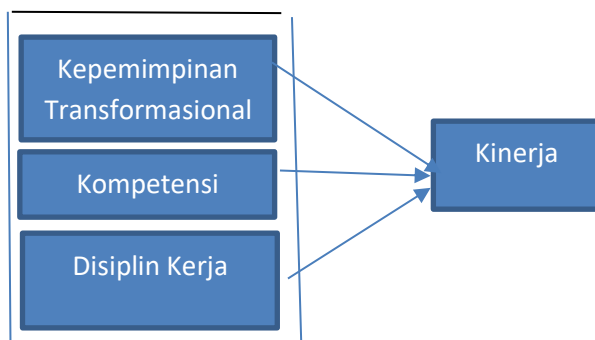 Kepemimpinan
Transformasional
Kompetensi
Disiplin Kerja
Kinerja